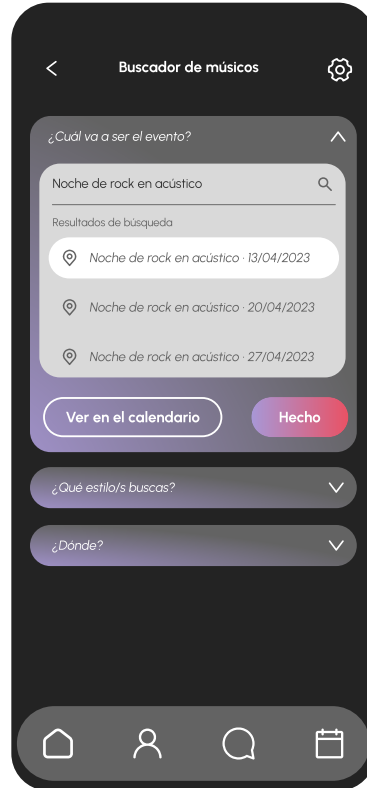 Buscador de músicos
¿Cuál va a ser el evento?
Noche de rock en acústico
Resultados de búsqueda
Noche de rock en acústico · 13/04/2023
Noche de rock en acústico · 20/04/2023
Noche de rock en acústico · 27/04/2023
Ver en el calendario
Hecho
¿Qué estilo/s buscas?
¿Dónde?